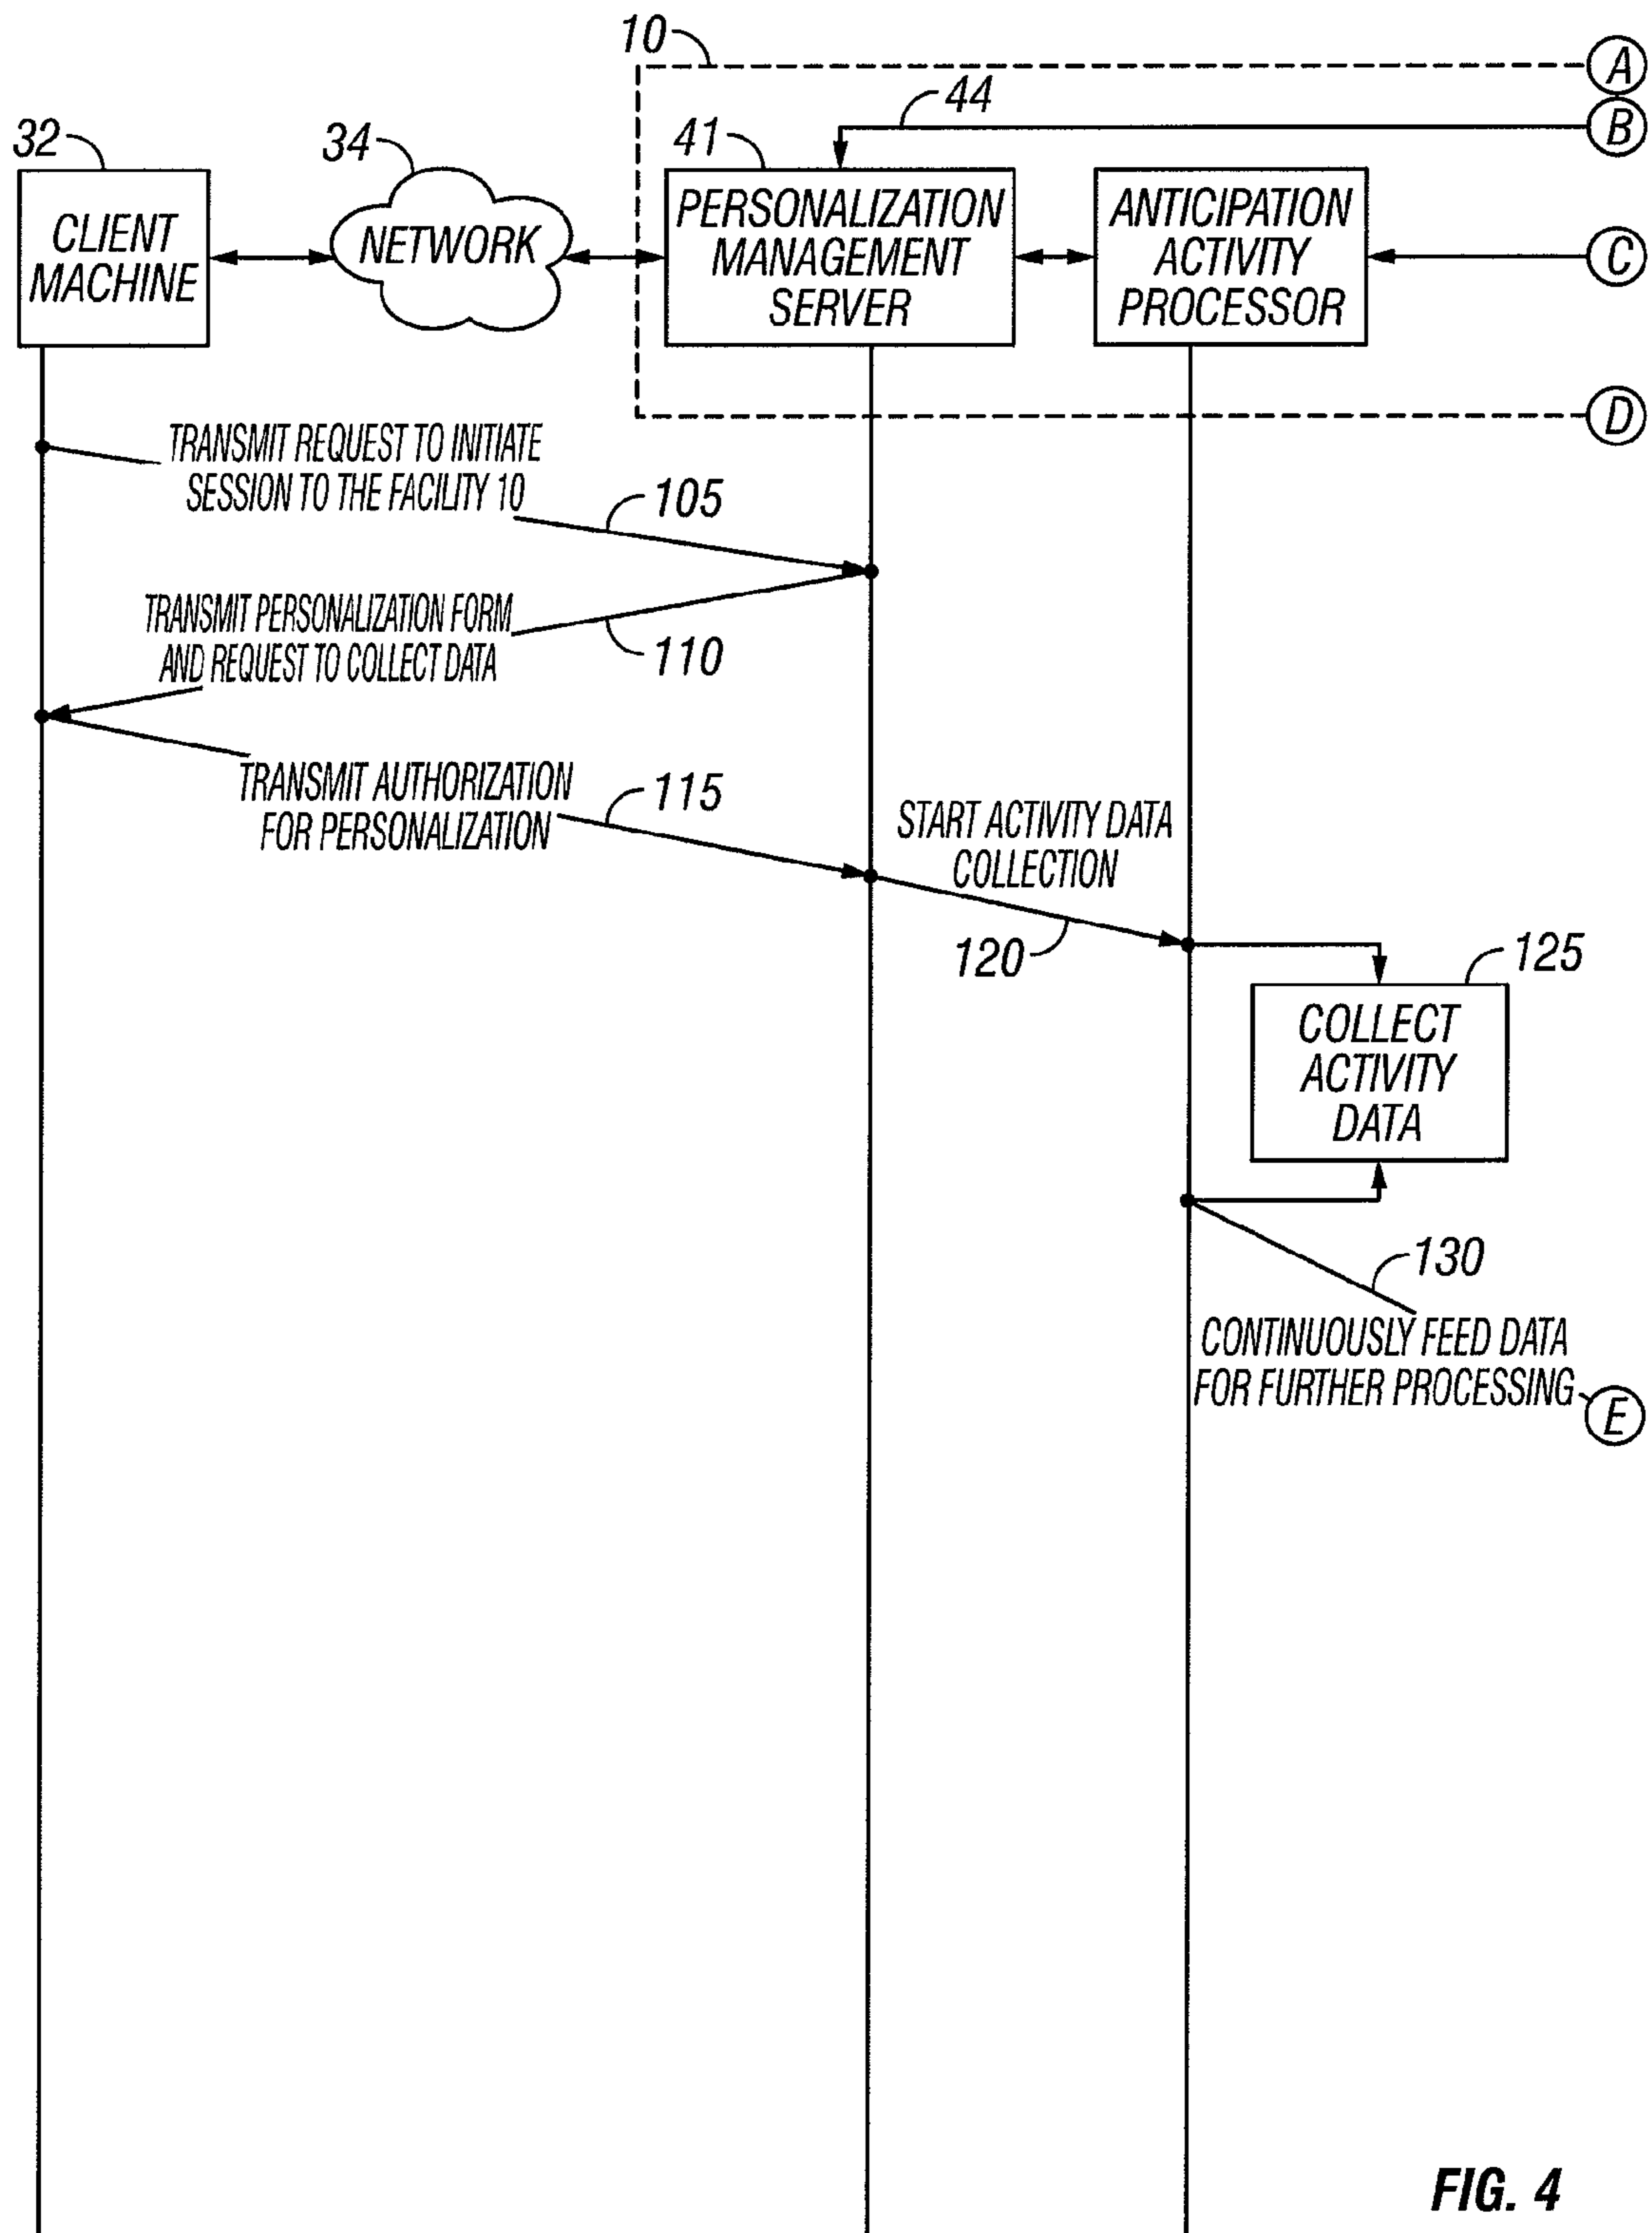 10
A
44
B
32
34
41
CLIENT
MACHINE
NETWORK
PERSONALIZATION
MANAGEMENT
SERVER
ANTICIPATION
ACTIVITY
PROCESSOR
C
D
TRANSMIT REQUEST TO INITIATE
SESSION TO THE FACILITY 10
105
TRANSMIT PERSONALIZATION FORM
AND REQUEST TO COLLECT DATA
110
TRANSMIT AUTHORIZATION
FOR PERSONALIZATION
115
START ACTIVITY DATA
COLLECTION
120
125
COLLECT
ACTIVITY
DATA
130
CONTINUOUSLY FEED DATA
FOR FURTHER PROCESSING
E
FIG. 4